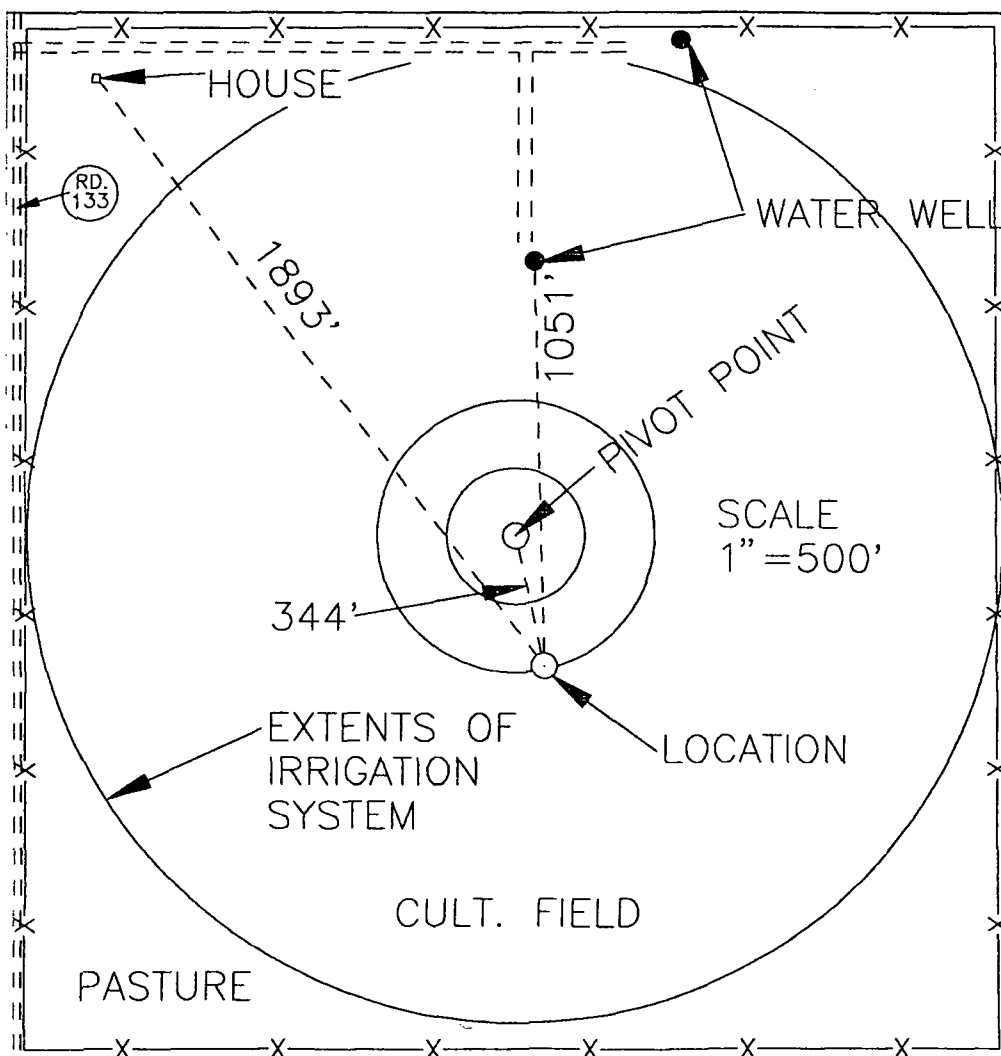 HOUSE
RD.
133
WATER WELL
1893'
1051'
PIVOT POINT
SCALE
1"=500'
344'
EXTENTS OF
IRRIGATION
SYSTEM
LOCATION
CULT. FIELD
PASTURE